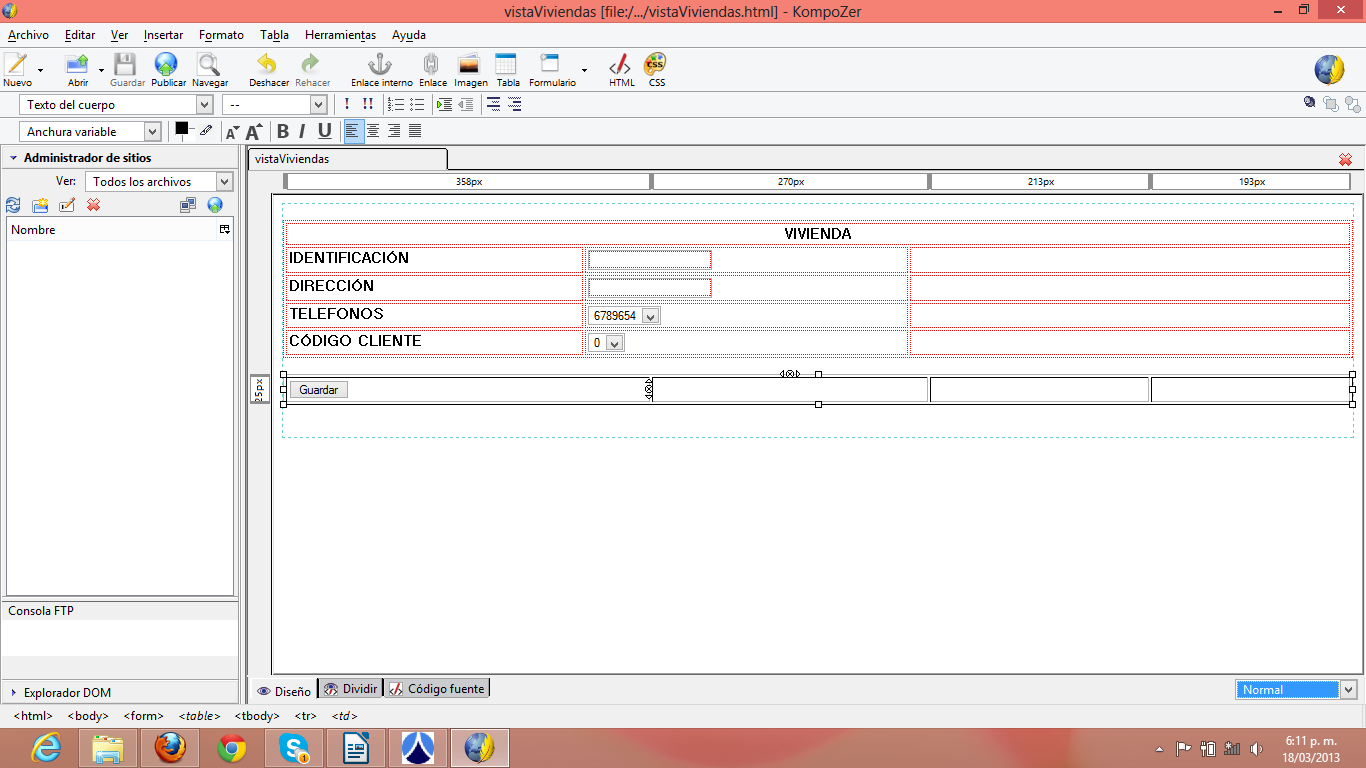 vistaViviendas [file:/.../vistaViviendas.html] - KompoZer
Archivo Editar Ver Insertar Formato Tabla Herramientas Ayuda
Nuevo Abrir Guardar Publicar Navegar Deshacer Rehacer Enlace interno Enlace Imagen Tabla Formulario HTML CSS
Texto del cuerpo -- ! !!
Anchura variable A A B I U
Administrador de sitios
vistaViviendas
Ver: Todos los archivos
358px 270px 213px 193px
Nombre
VIVIENDA
IDENTIFICACIÓN
DIRECCIÓN
TELEFONOS 6789654
CÓDIGO CLIENTE 0
25px
Guardar
Consola FTP
Explorador DOM
Diseño Dividir Código fuente Normal
<html> <body> <form> <table> <tbody> <tr> <td>
6:11 p. m.
18/03/2013